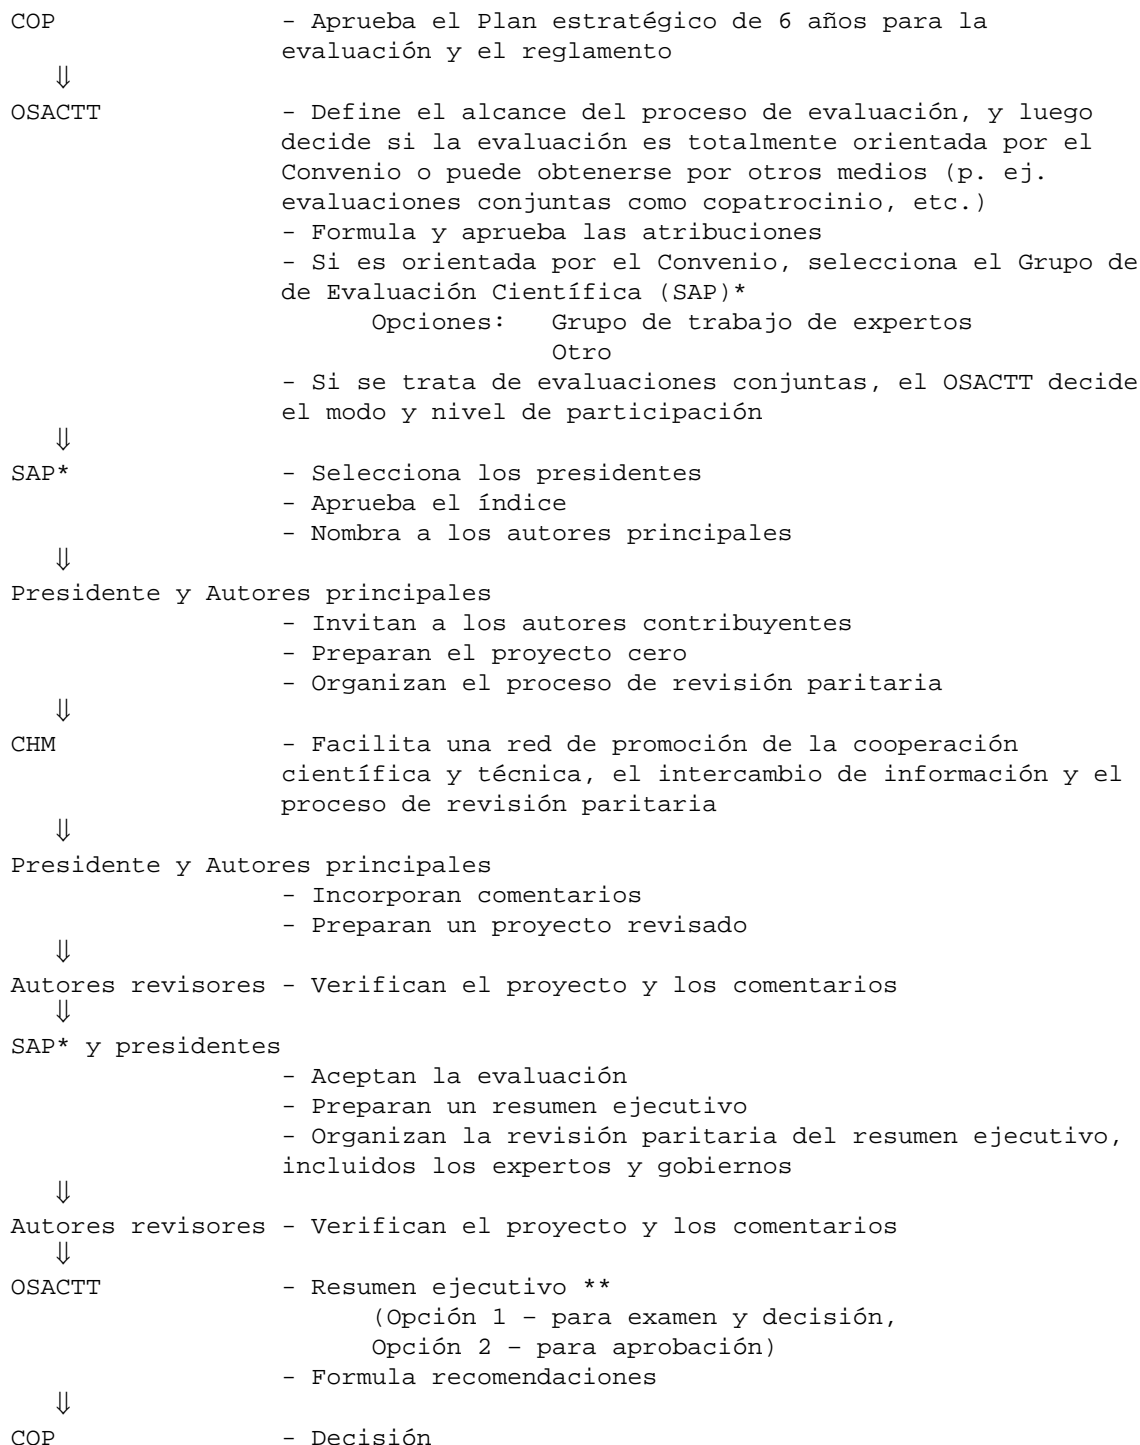 COP - Aprueba el Plan estratégico de 6 años para la
evaluación y el reglamento
⇓
OSACTT - Define el alcance del proceso de evaluación, y luego
decide si la evaluación es totalmente orientada por el
Convenio o puede obtenerse por otros medios (p. ej.
evaluaciones conjuntas como copatrocinio, etc.)
- Formula y aprueba las atribuciones
- Si es orientada por el Convenio, selecciona el Grupo de
de Evaluación Científica (SAP)*
Opciones: Grupo de trabajo de expertos
Otro
- Si se trata de evaluaciones conjuntas, el OSACTT decide
el modo y nivel de participación
⇓
SAP* - Selecciona los presidentes
- Aprueba el índice
- Nombra a los autores principales
⇓
Presidente y Autores principales
- Invitan a los autores contribuyentes
- Preparan el proyecto cero
- Organizan el proceso de revisión paritaria
⇓
CHM - Facilita una red de promoción de la cooperación
científica y técnica, el intercambio de información y el
proceso de revisión paritaria
⇓
Presidente y Autores principales
- Incorporan comentarios
- Preparan un proyecto revisado
⇓
Autores revisores - Verifican el proyecto y los comentarios
⇓
SAP* y presidentes
- Aceptan la evaluación
- Preparan un resumen ejecutivo
- Organizan la revisión paritaria del resumen ejecutivo,
incluidos los expertos y gobiernos
⇓
Autores revisores - Verifican el proyecto y los comentarios
⇓
OSACTT - Resumen ejecutivo **
(Opción 1 – para examen y decisión,
Opción 2 – para aprobación)
- Formula recomendaciones
⇓
COP - Decisión